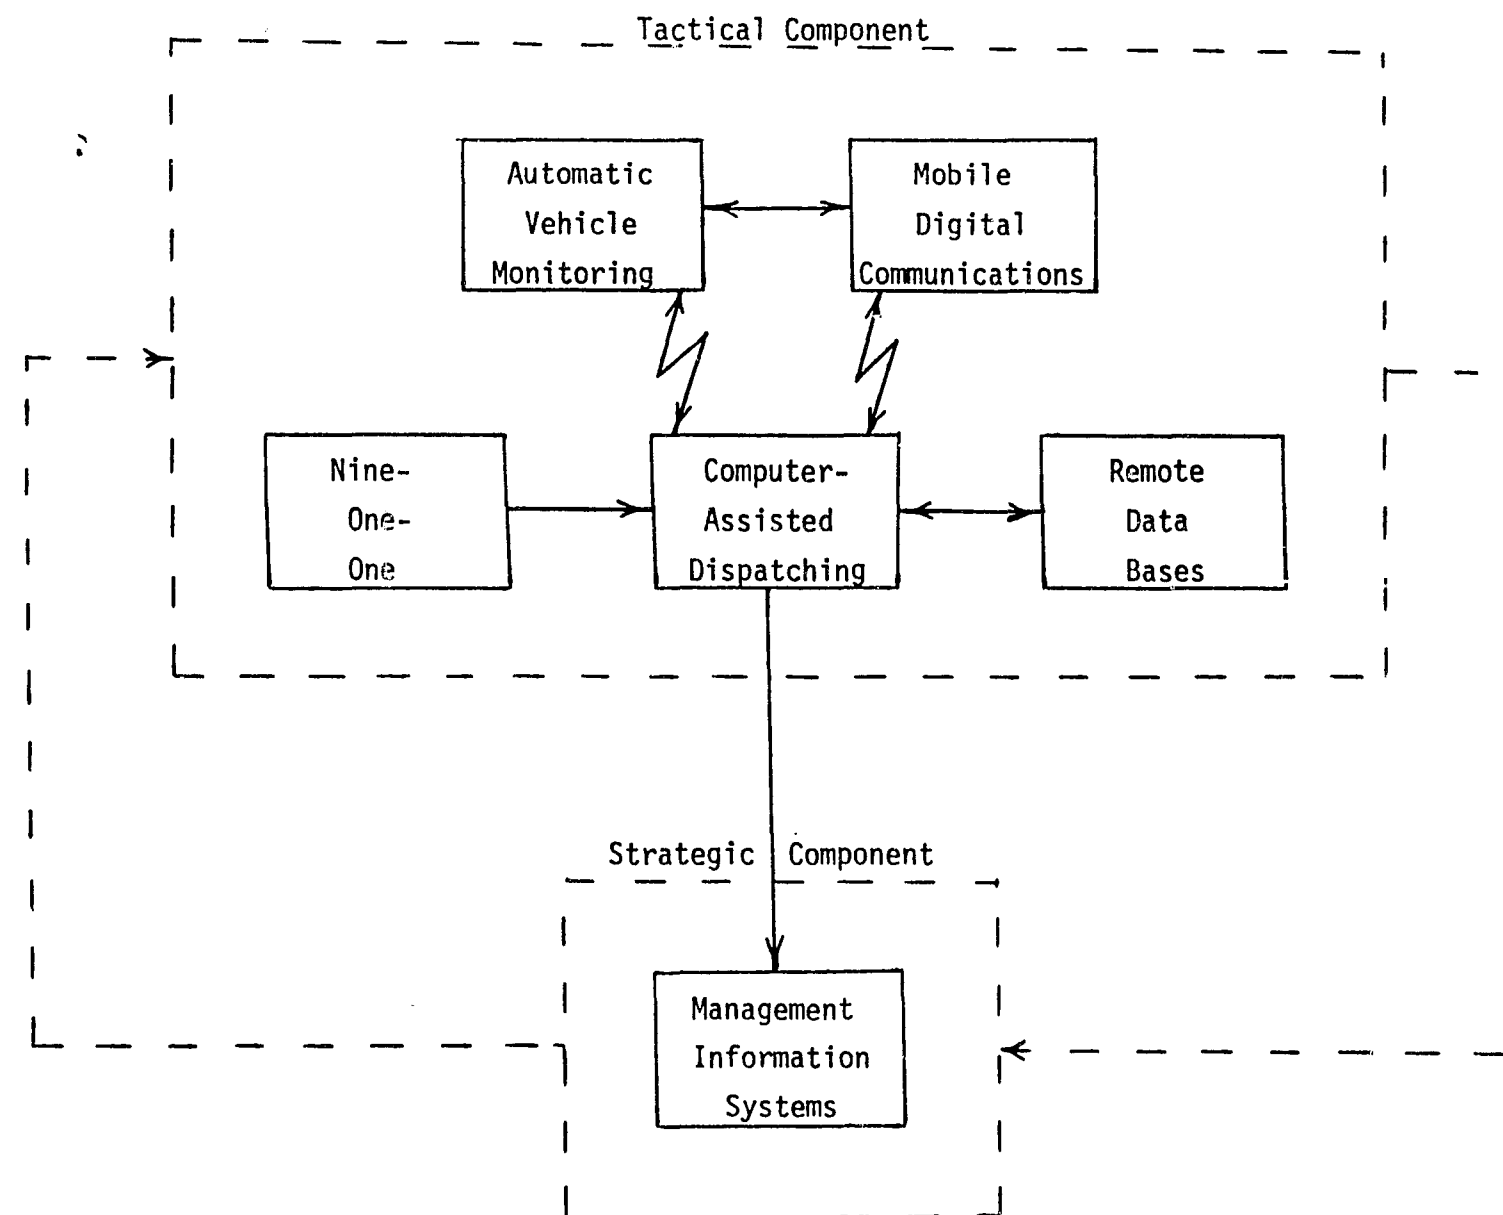 Tactical Component
Automatic
Vehicle
Monitoring
Mobile
Digital
Communications
Nine-
One-
One
Computer-
Assisted
Dispatching
Remote
Data
Bases
Strategic Component
Management
Information
Systems